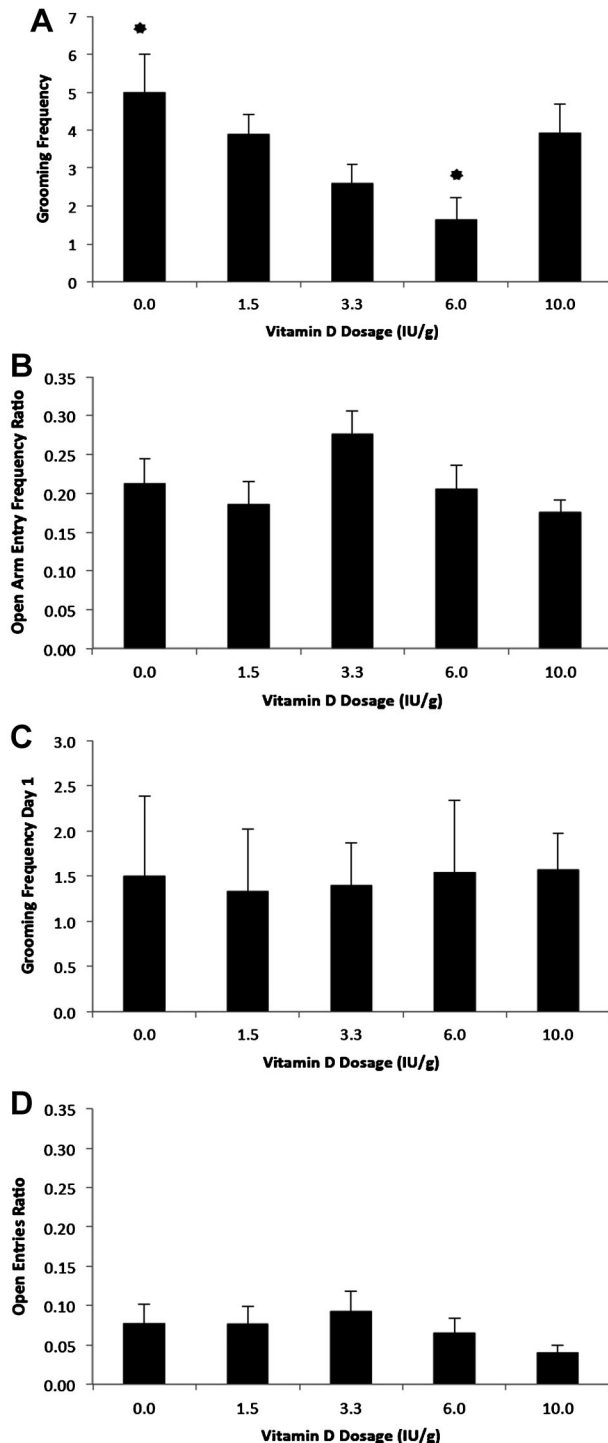 A
7
6
5
4
3
2
1
0
Grooming Frequency
0.0 1.5 3.3 6.0 10.0
Vitamin D Dosage (IU/g)
B
0.35
0.30
0.25
0.20
0.15
0.10
0.05
0.00
Open Arm Entry Frequency Ratio
0.0 1.5 3.3 6.0 10.0
Vitamin D Dosage (IU/g)
C
3.0
2.5
2.0
1.5
1.0
0.5
0.0
Grooming Frequency Day 1
0.0 1.5 3.3 6.0 10.0
Vitamin D Dosage (IU/g)
D
0.35
0.30
0.25
0.20
0.15
0.10
0.05
0.00
Open Entries Ratio
0.0 1.5 3.3 6.0 10.0
Vitamin D Dosage (IU/g)